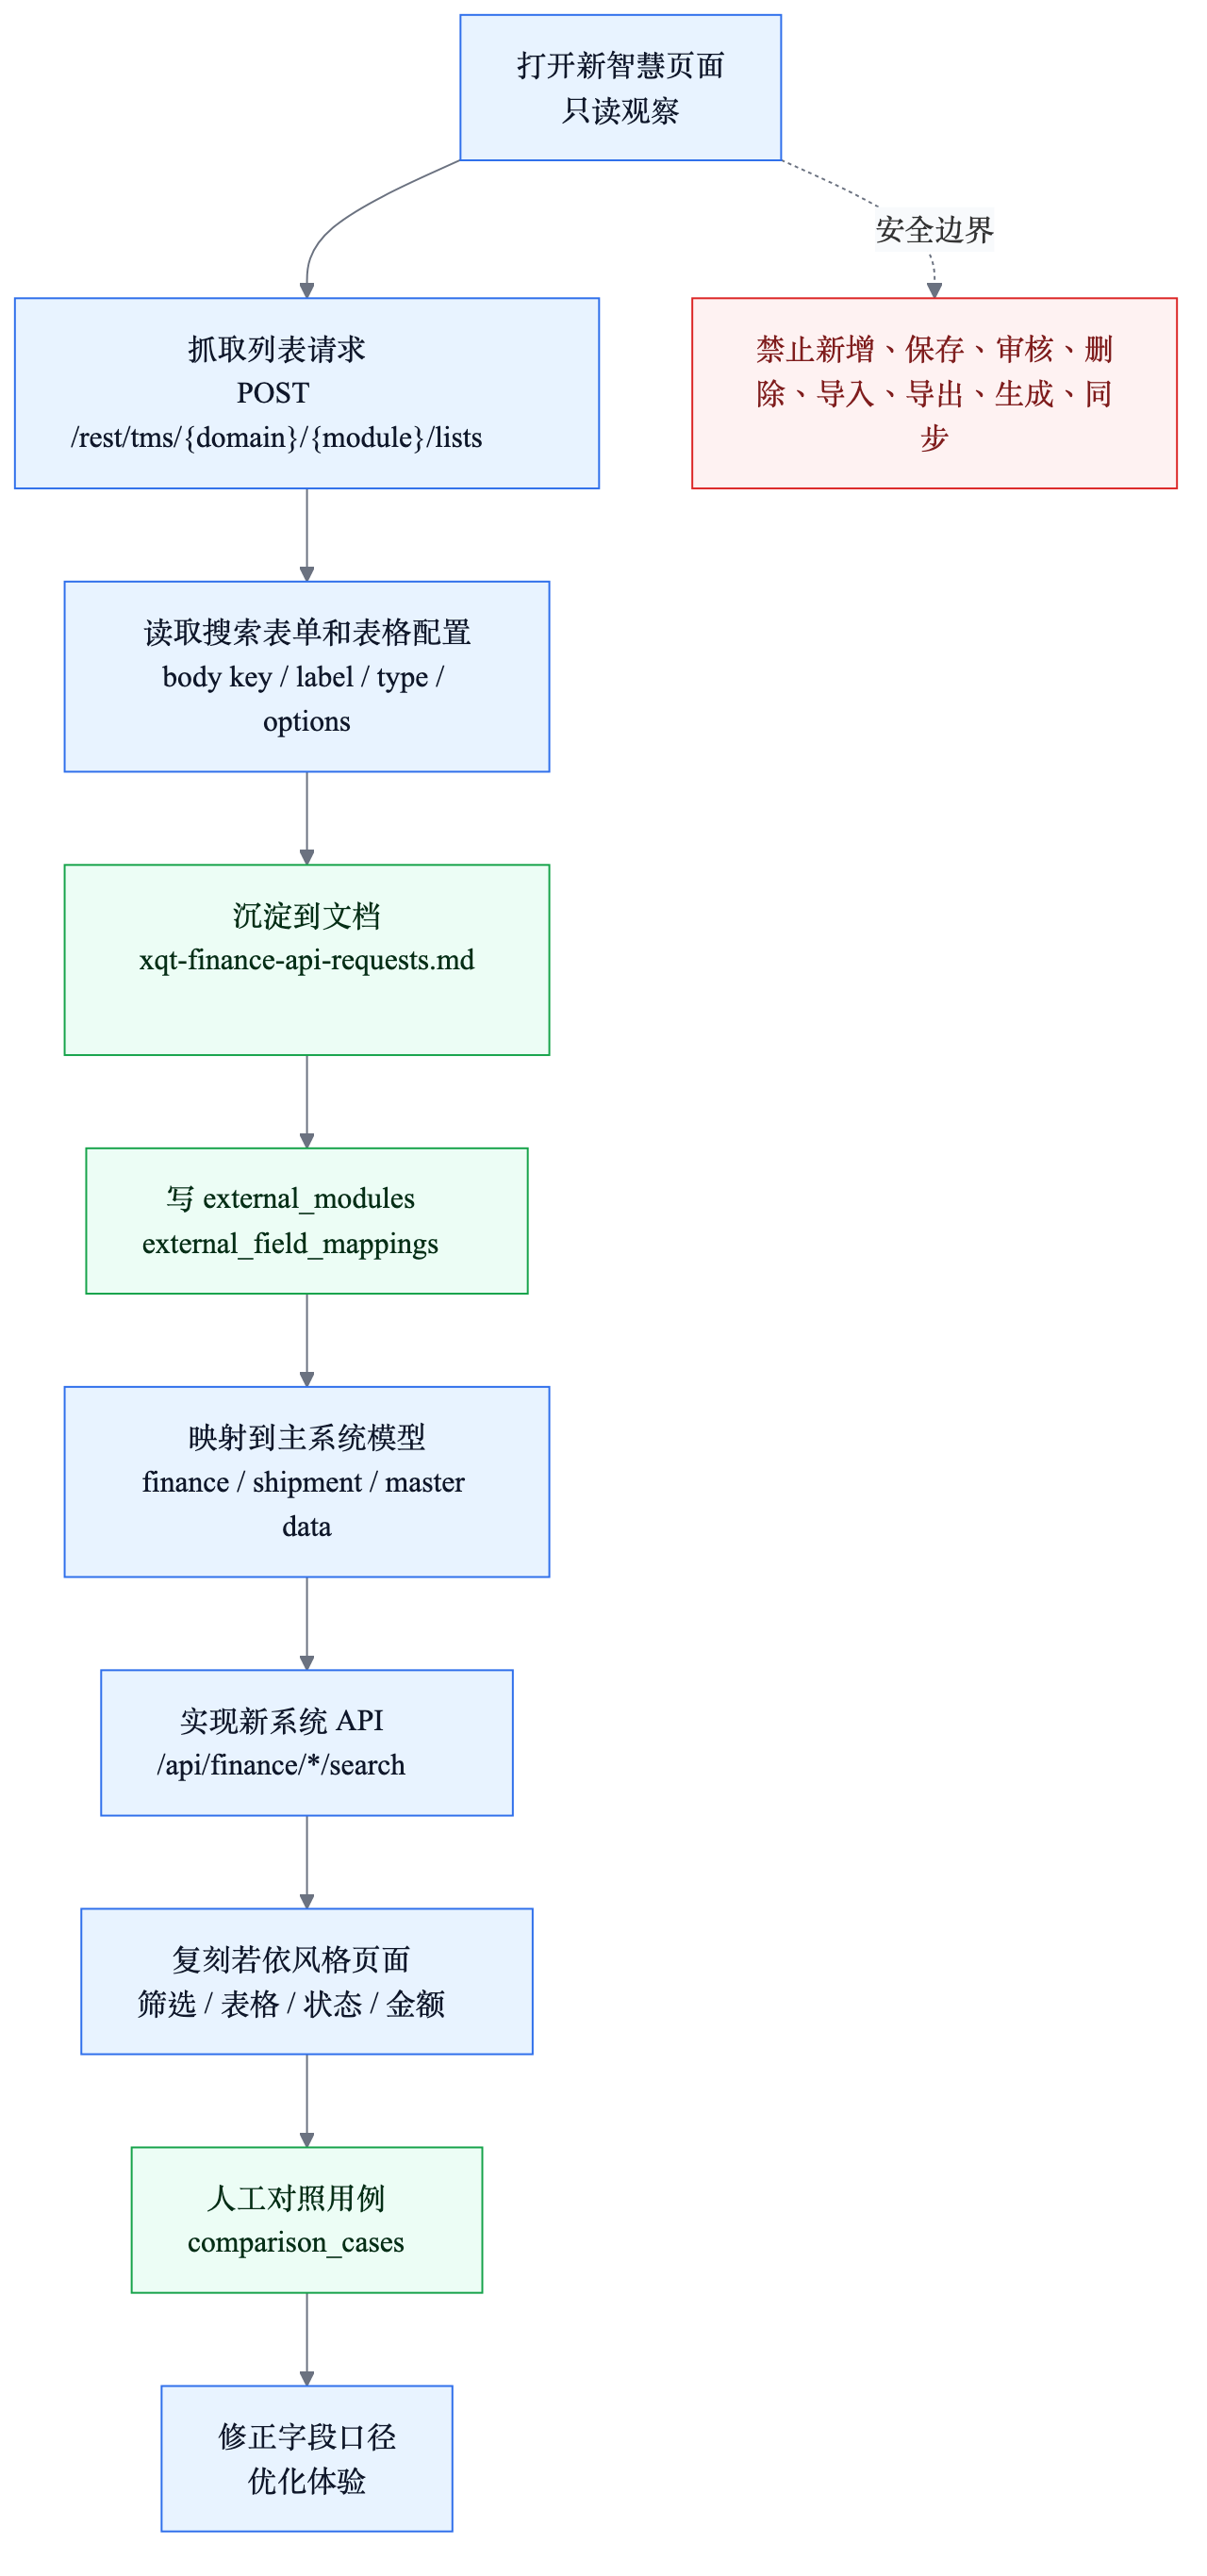 打开新智慧页面
只读观察
安全边界
抓取列表请求
POST
/rest/tms/{domain}/{module}/lists
禁止新增、保存、审核、删
除、导入、导出、生成、同
步
读取搜索表单和表格配置
body key / label / type /
options
沉淀到文档
xqt-finance-api-requests.md
写 external_modules
external_field_mappings
映射到主系统模型
finance / shipment / master
data
实现新系统 API
/api/finance/*/search
复刻若依风格页面
筛选 / 表格 / 状态 / 金额
人工对照用例
comparison_cases
修正字段口径
优化体验